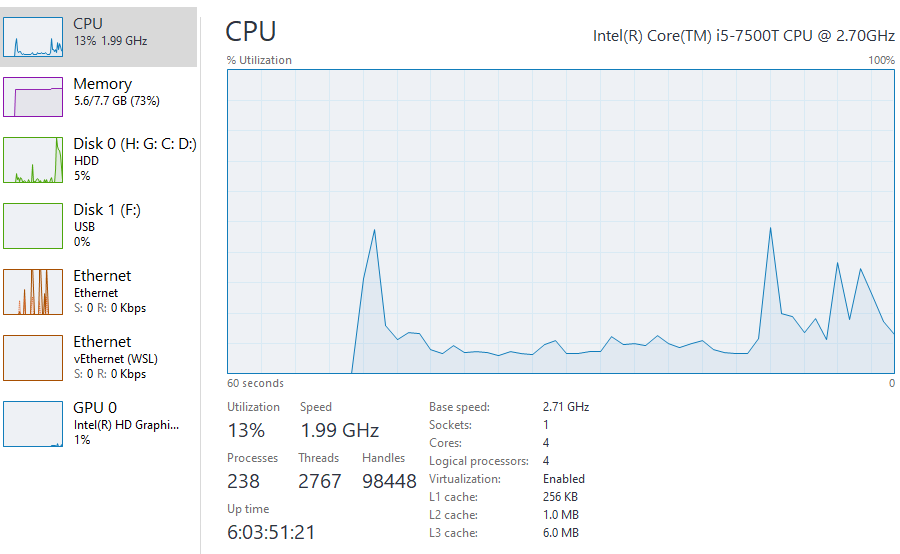 CPU
13% 1.99 GHz
Memory
5.6/7.7 GB (73%)
Disk 0 (H: G: C: D:)
HDD
5%
Disk 1 (F:)
USB
0%
Ethernet
Ethernet
S: 0 R: 0 Kbps
Ethernet
vEthernet (WSL)
S: 0 R: 0 Kbps
GPU 0
Intel(R) HD Graphi...
1%
CPU
Intel(R) Core(TM) i5-7500T CPU @ 2.70GHz
% Utilization 100%
60 seconds 0
Utilization Speed
13% 1.99 GHz
Processes Threads Handles
238 2767 98448
Up time
6:03:51:21
Base speed: 2.71 GHz
Sockets: 1
Cores: 4
Logical processors: 4
Virtualization: Enabled
L1 cache: 256 KB
L2 cache: 1.0 MB
L3 cache: 6.0 MB